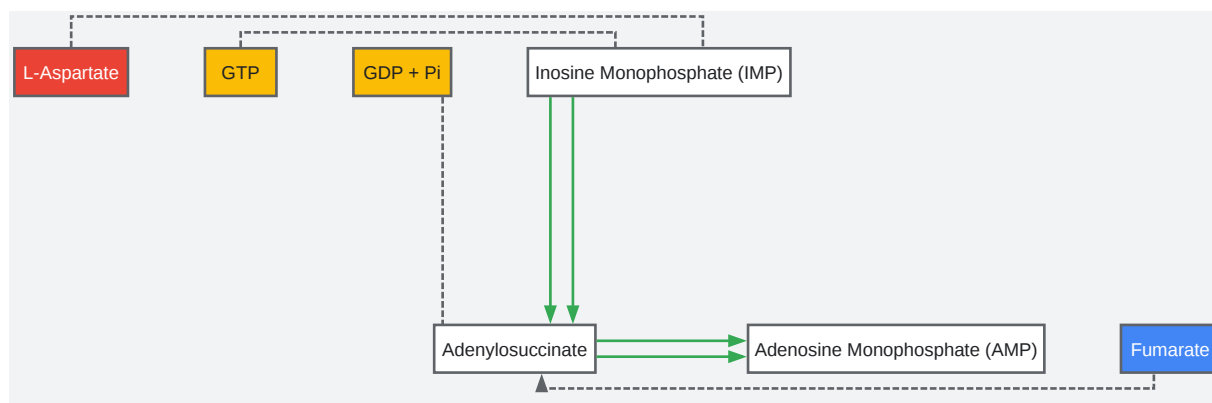 L-Aspartate
GTP
GDP + Pi
Inosine Monophosphate (IMP)
Adenylosuccinate
Adenosine Monophosphate (AMP)
Fumarate